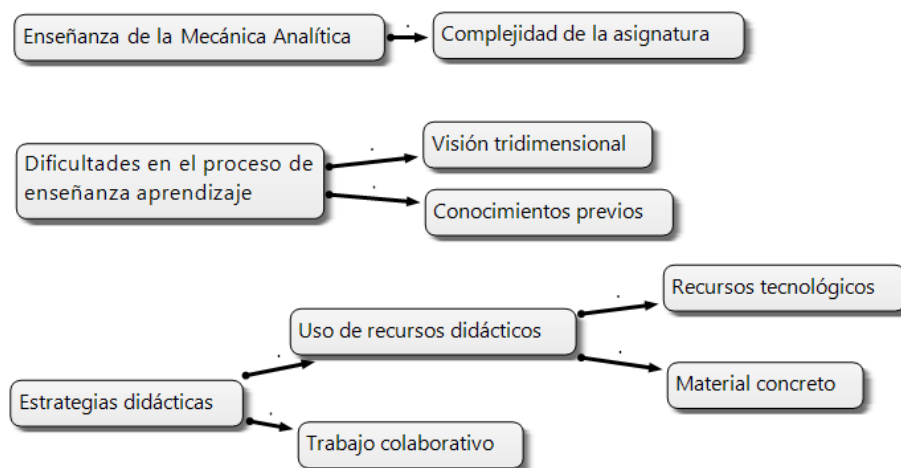 Enseñanza de la Mecánica Analítica
Complejidad de la asignatura
Dificultades en el proceso de
enseñanza aprendizaje
Visión tridimensional
Conocimientos previos
Recursos tecnológicos
Uso de recursos didácticos
Material concreto
Estrategias didácticas
Trabajo colaborativo